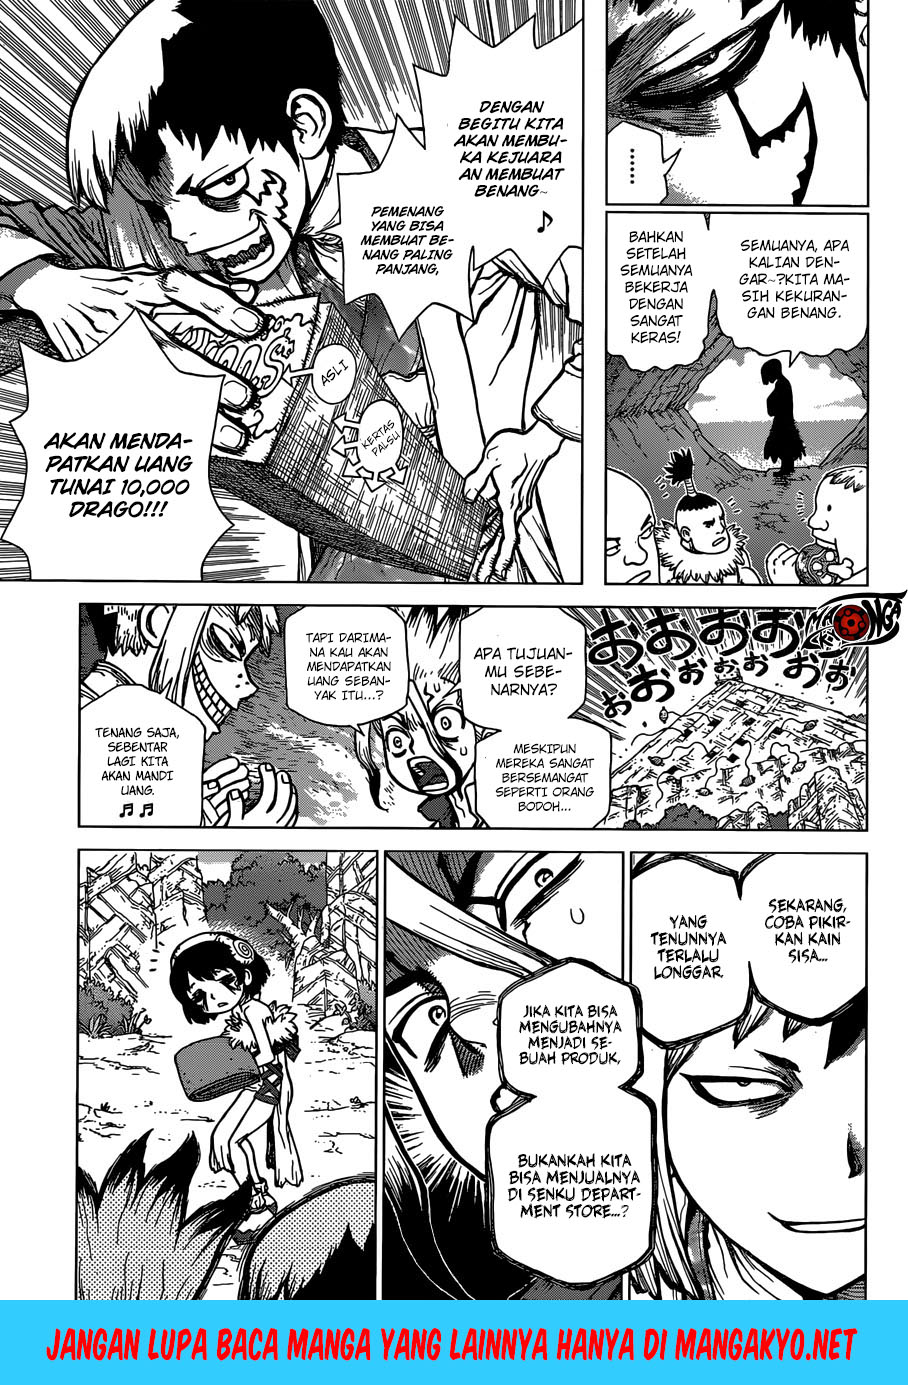 .........
SEMUANYA, APA
KALIAN DEN-
GAR~?KITA MA-
SIH KEKURAN-
GAN BENANG.
BAHKAN
SETELAH
SEMUANYA
BEKERJA
DENGAN
SANGAT
KERAS!
DENGAN
BEGITU KITA
AKAN MEMBU-
KA KEJUARA
AN MEMBUAT
BENANG~
♪
PEMENANG
YANG BISA
MEMBUAT BE-
NANG PALING
PANJANG,
ASLI
KERTAS
PALSU
AKAN MENDA-
PATKAN UANG
TUNAI 10,000
DRAGO!!!
おおおお
おおおおおお
APA TUJUAN-
MU SEBE-
NARNYA?
MESKIPUN
MEREKA SANGAT
BERSEMANGAT
SEPERTI ORANG
BODOH...
TAPI DARIMA-
NA KAU AKAN
MENDAPATKAN
UANG SEBAN-
YAK ITU...?
TENANG SAJA,
SEBENTAR
LAGI KITA
AKAN MANDI
UANG.
♫ ♫
SEKARANG,
COBA PIKIR-
KAN KAIN
SISA...
YANG
TENUNNYA
TERLALU
LONGGAR.
JIKA KITA BISA
MENGUBAHNYA
MENJADI SE-
BUAH PRODUK,
BUKANKAH KITA
BISA MENJUALNYA
DI SENKU DEPART-
MENT STORE...?
JANGAN LUPA BACA MANGA YANG LAINNYA HANYA DI MANGAKYO.NET